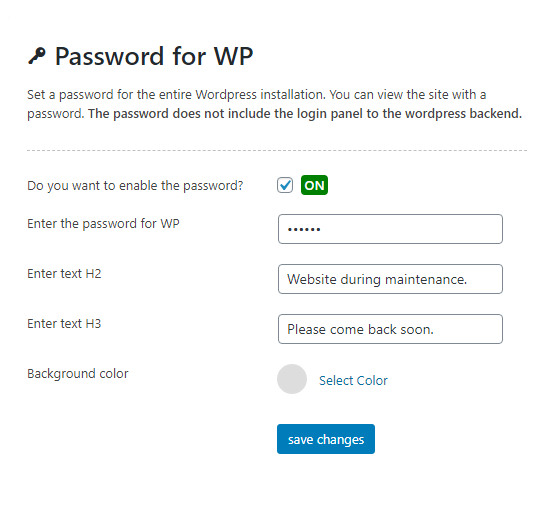 Password for WP
Set a password for the entire Wordpress installation. You can view the site with a
password. The password does not include the login panel to the wordpress backend.
Do you want to enable the password? ON
Enter the password for WP ••••••
Enter text H2 Website during maintenance.
Enter text H3 Please come back soon.
Background color Select Color
save changes